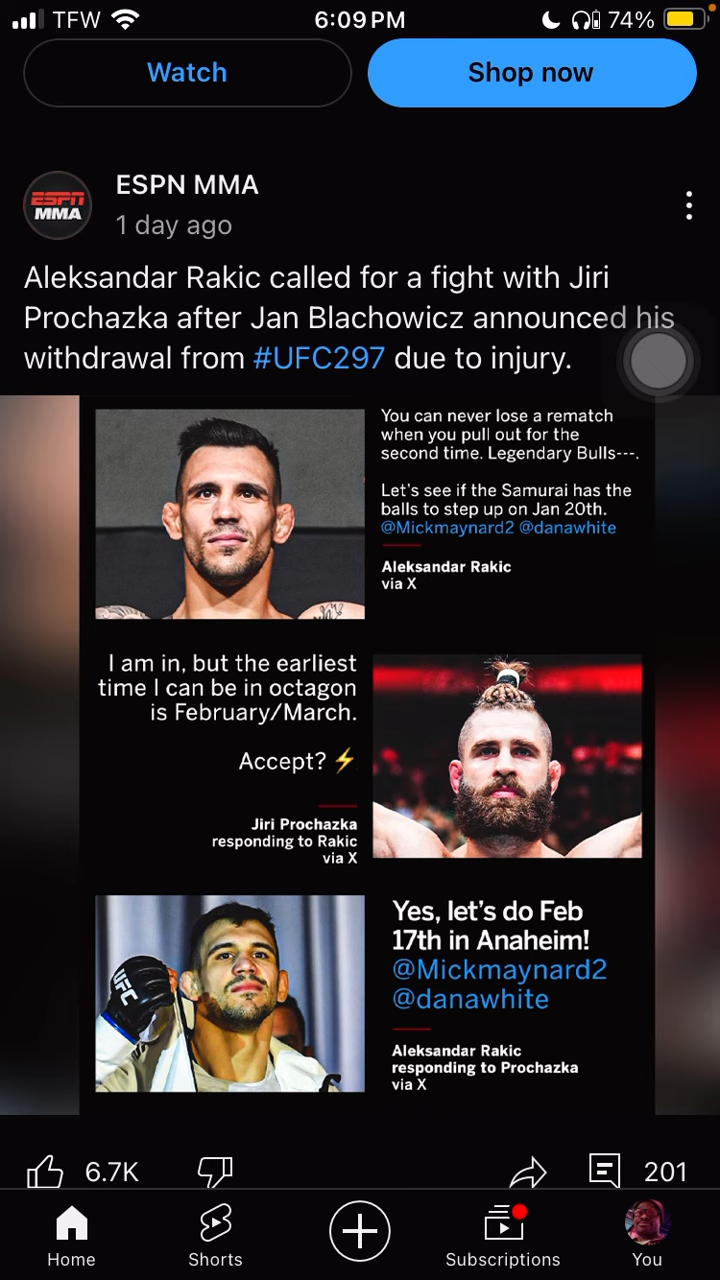 TFW 6:09 PM 74%
Watch Shop now
ESPN MMA
ESPN
MMA
1 day ago
Aleksandar Rakic called for a fight with Jiri
Prochazka after Jan Blachowicz announced his
withdrawal from #UFC297 due to injury.
You can never lose a rematch
when you pull out for the
second time. Legendary Bulls---.
Let's see if the Samurai has the
balls to step up on Jan 20th.
@Mickmaynard2 @danawhite
Aleksandar Rakic
via X
I am in, but the earliest
time I can be in octagon
is February/March.
Accept? ⚡
Jiri Prochazka
responding to Rakic
via X
UFC
Yes, let's do Feb
17th in Anaheim!
@Mickmaynard2
@danawhite
Aleksandar Rakic
responding to Prochazka
via X
6.7K 201
Home Shorts Subscriptions You